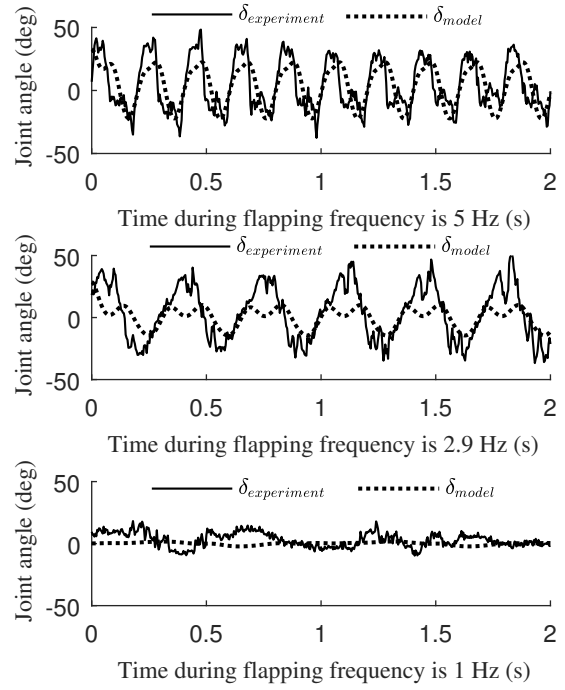 δexperiment δmodel
50
0
-50
Joint angle (deg)
0 0.5 1 1.5 2
Time during flapping frequency is 5 Hz (s)
δexperiment δmodel
50
0
-50
Joint angle (deg)
0 0.5 1 1.5 2
Time during flapping frequency is 2.9 Hz (s)
δexperiment δmodel
50
0
-50
Joint angle (deg)
0 0.5 1 1.5 2
Time during flapping frequency is 1 Hz (s)